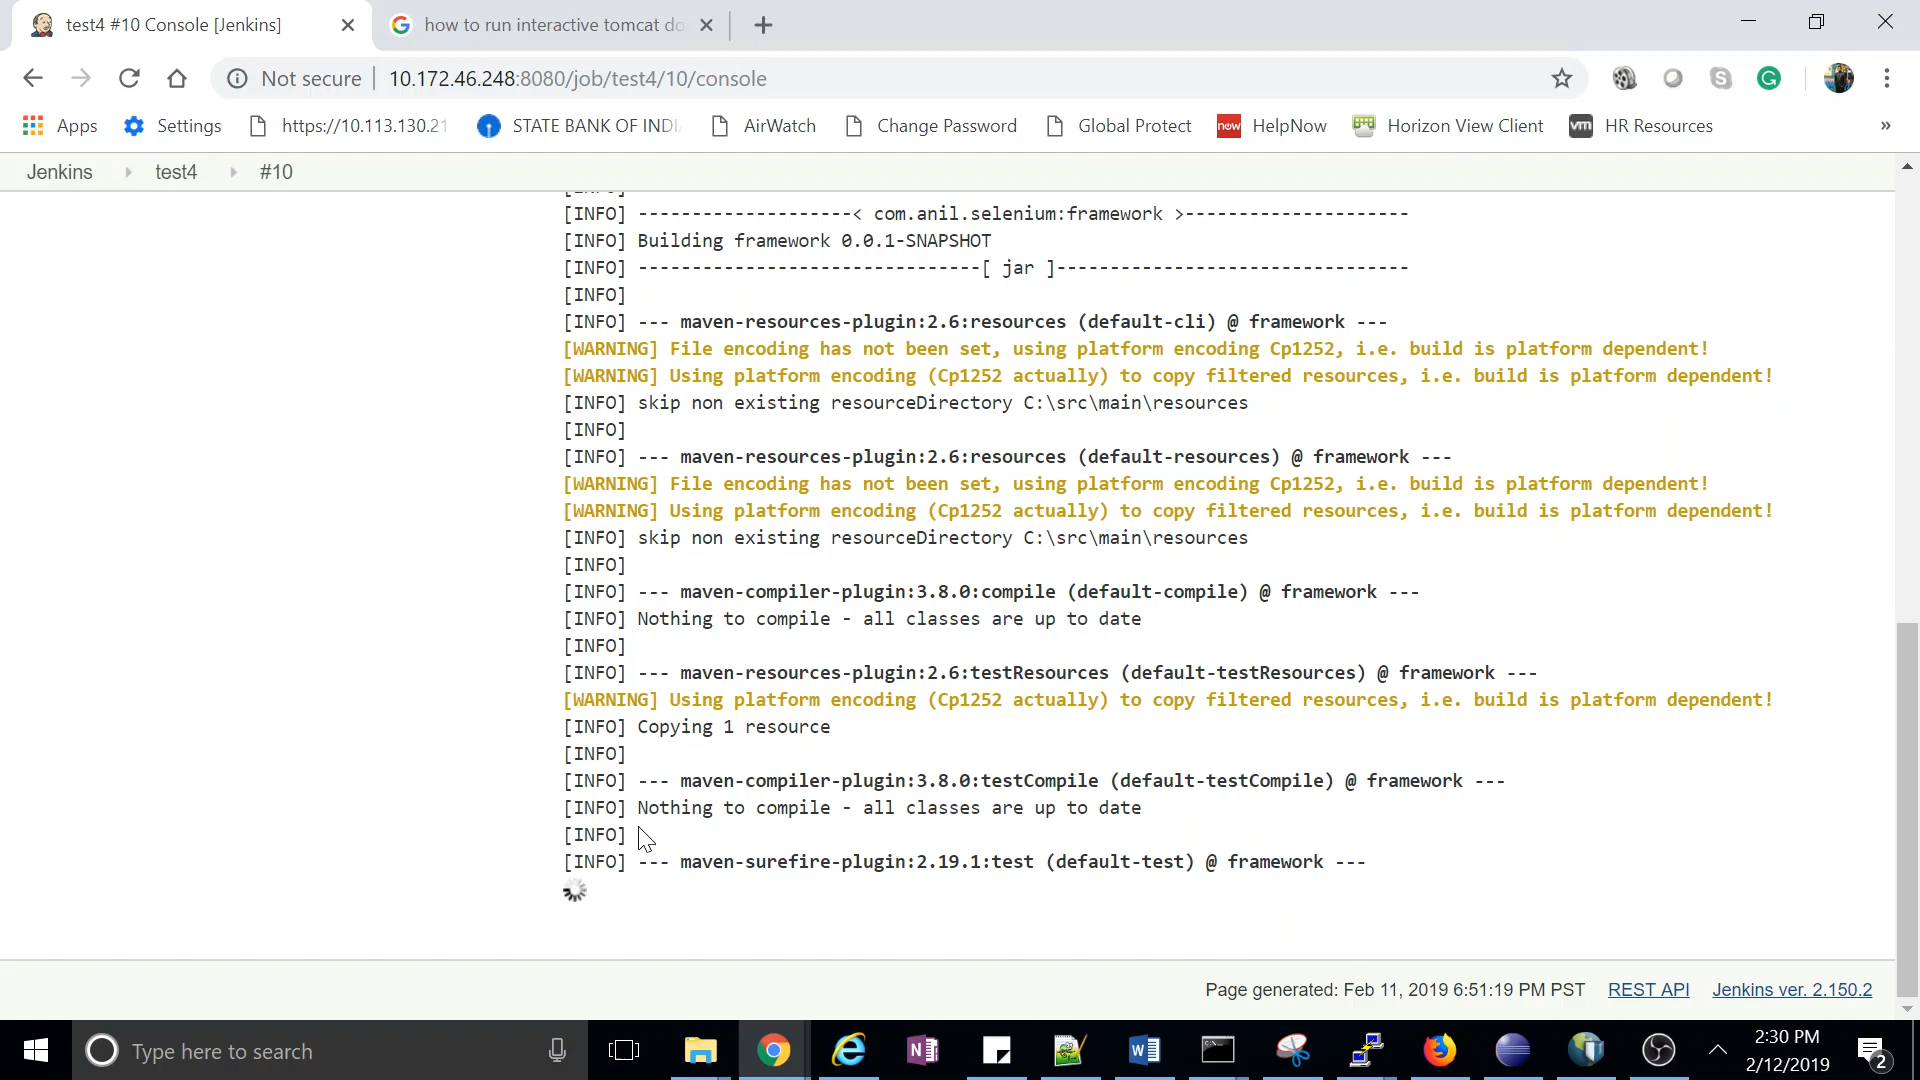 test4 #10 Console [Jenkins]
how to run interactive tomcat do
Not secure
10.172.46.248:8080/job/test4/10/console
Apps
Settings
https://10.113.130.21
STATE BANK OF INDI
AirWatch
Change Password
Global Protect
now HelpNow
Horizon View Client
vm HR Resources
»
Jenkins
test4
#10
[INFO] --------------------< com.anil.selenium:framework >---------------------
[INFO] Building framework 0.0.1-SNAPSHOT
[INFO] --------------------------------[ jar ]---------------------------------
[INFO]
[INFO] --- maven-resources-plugin:2.6:resources (default-cli) @ framework ---
[WARNING] File encoding has not been set, using platform encoding Cp1252, i.e. build is platform dependent!
[WARNING] Using platform encoding (Cp1252 actually) to copy filtered resources, i.e. build is platform dependent!
[INFO] skip non existing resourceDirectory C:\src\main\resources
[INFO]
[INFO] --- maven-resources-plugin:2.6:resources (default-resources) @ framework ---
[WARNING] File encoding has not been set, using platform encoding Cp1252, i.e. build is platform dependent!
[WARNING] Using platform encoding (Cp1252 actually) to copy filtered resources, i.e. build is platform dependent!
[INFO] skip non existing resourceDirectory C:\src\main\resources
[INFO]
[INFO] --- maven-compiler-plugin:3.8.0:compile (default-compile) @ framework ---
[INFO] Nothing to compile - all classes are up to date
[INFO]
[INFO] --- maven-resources-plugin:2.6:testResources (default-testResources) @ framework ---
[WARNING] Using platform encoding (Cp1252 actually) to copy filtered resources, i.e. build is platform dependent!
[INFO] Copying 1 resource
[INFO]
[INFO] --- maven-compiler-plugin:3.8.0:testCompile (default-testCompile) @ framework ---
[INFO] Nothing to compile - all classes are up to date
[INFO]
[INFO] --- maven-surefire-plugin:2.19.1:test (default-test) @ framework ---
Page generated: Feb 11, 2019 6:51:19 PM PST
REST API
Jenkins ver. 2.150.2
Type here to search
2:30 PM
2/12/2019
2